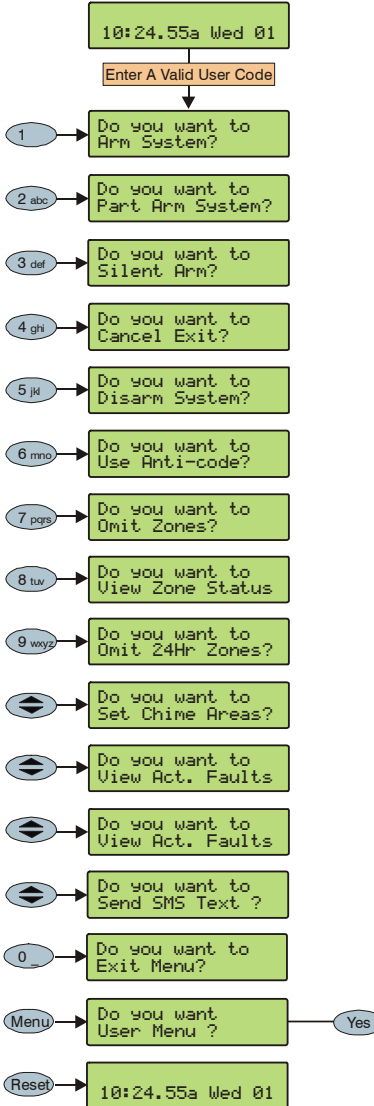 10:24.55a Wed 01
Enter A Valid User Code
1
Do you want to
Arm System?
2 abc
Do you want to
Part Arm System?
3 def
Do you want to
Silent Arm?
4 ghi
Do you want to
Cancel Exit?
5 jkl
Do you want to
Disarm System?
6 mno
Do you want to
Use Anti-code?
7 pqrs
Do you want to
Omit Zones?
8 tuv
Do you want to
View Zone Status
9 wxyz
Do you want to
Omit 24Hr Zones?
Do you want to
Set Chime Areas?
Do you want to
View Act. Faults
Do you want to
View Act. Faults
Do you want to
Send SMS Text ?
0 _
Do you want to
Exit Menu?
Menu
Do you want
User Menu ?
Yes
Reset
10:24.55a Wed 01